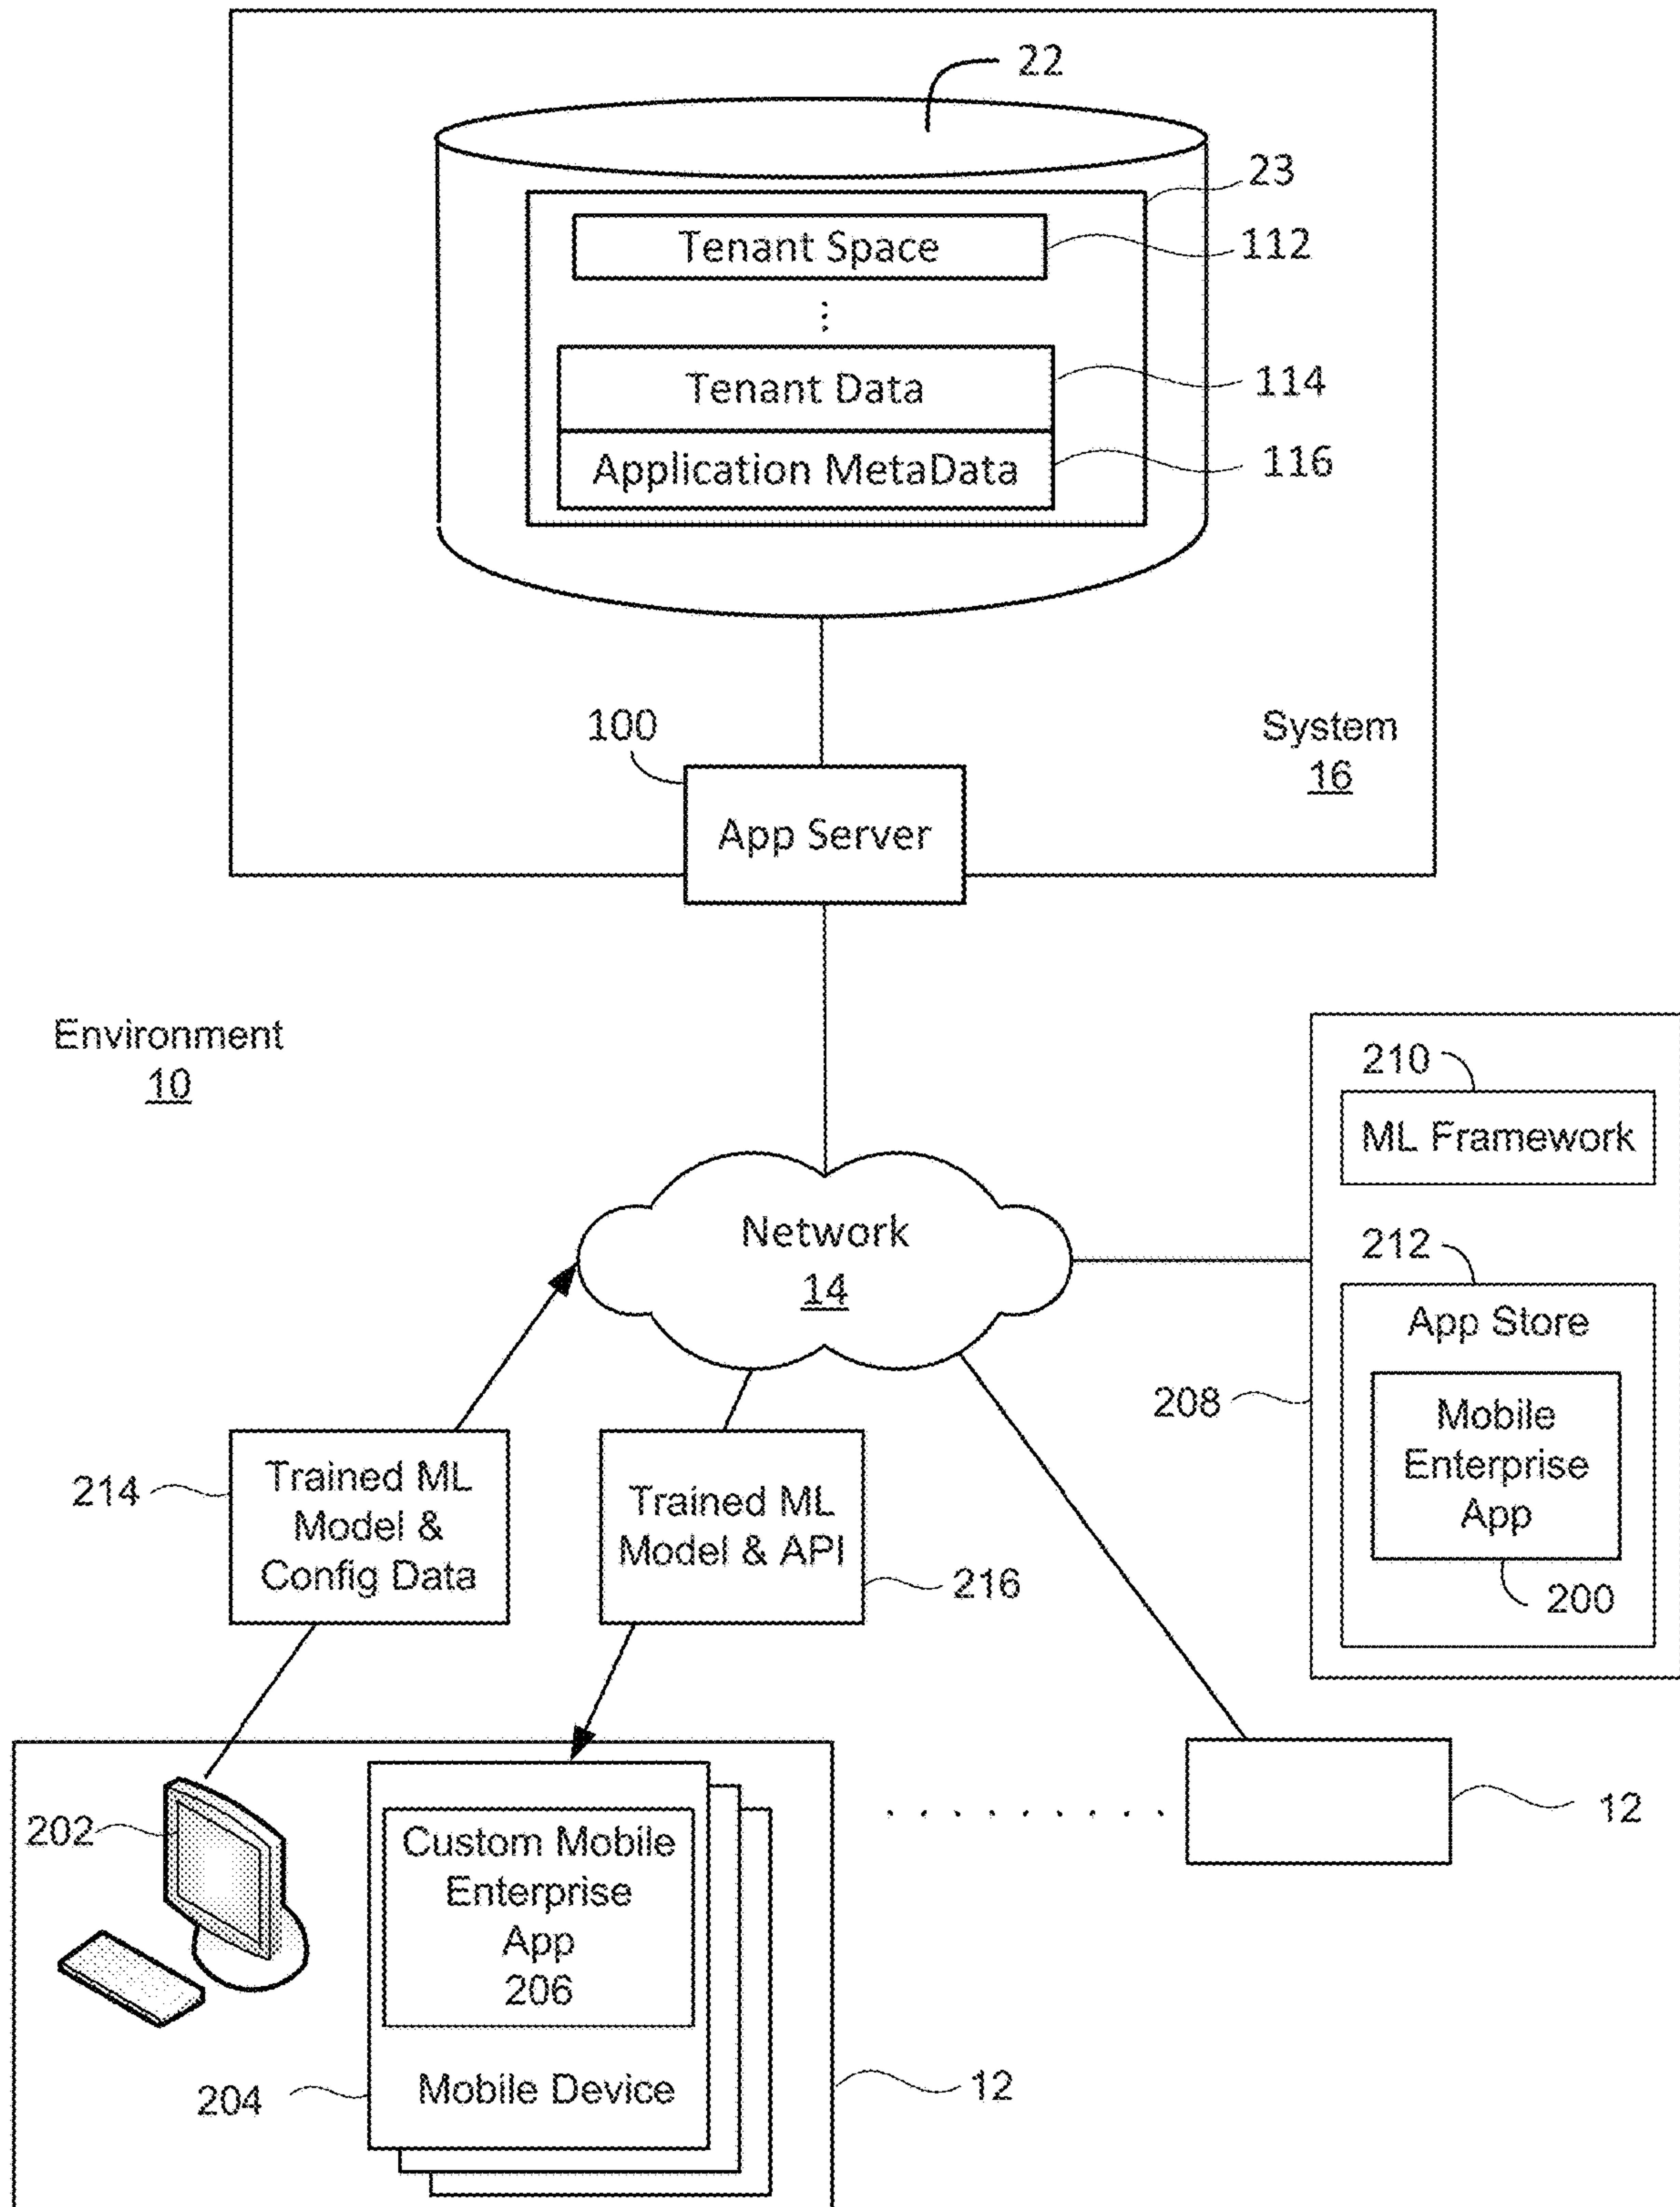 22
23
Tenant Space
112
Tenant Data
114
Application MetaData
116
100
System
16
App Server
Environment
10
210
ML Framework
Network
14
212
App Store
208
Mobile
Enterprise
App
200
214
Trained ML
Model &
Config Data
Trained ML
Model & API
216
202
Custom Mobile
Enterprise
App
206
12
204
Mobile Device
12